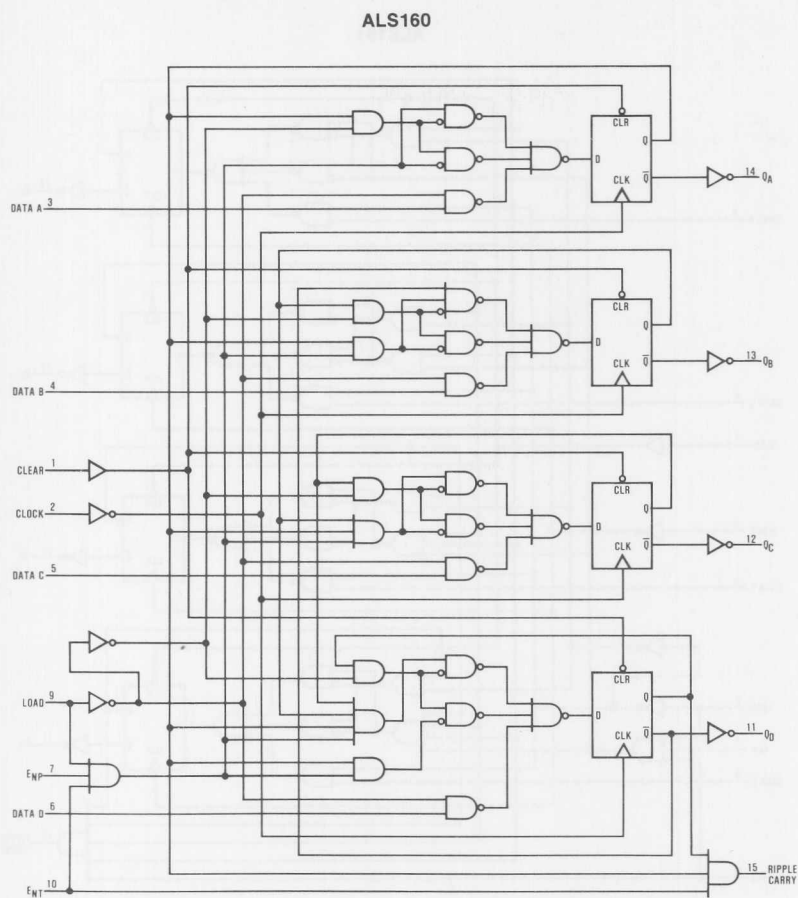 ALS160
CLR
Q
D
CLK
Q̅
14 QA
DATA A 3
CLR
Q
D
CLK
Q̅
13 QB
DATA B 4
CLEAR 1
CLR
Q
CLOCK 2
D
CLK
Q̅
12 QC
DATA C 5
CLR
Q
LOAD 9
D
CLK
Q̅
11 QD
ENP 7
DATA D 6
15 RIPPLE
CARRY
ENT 10